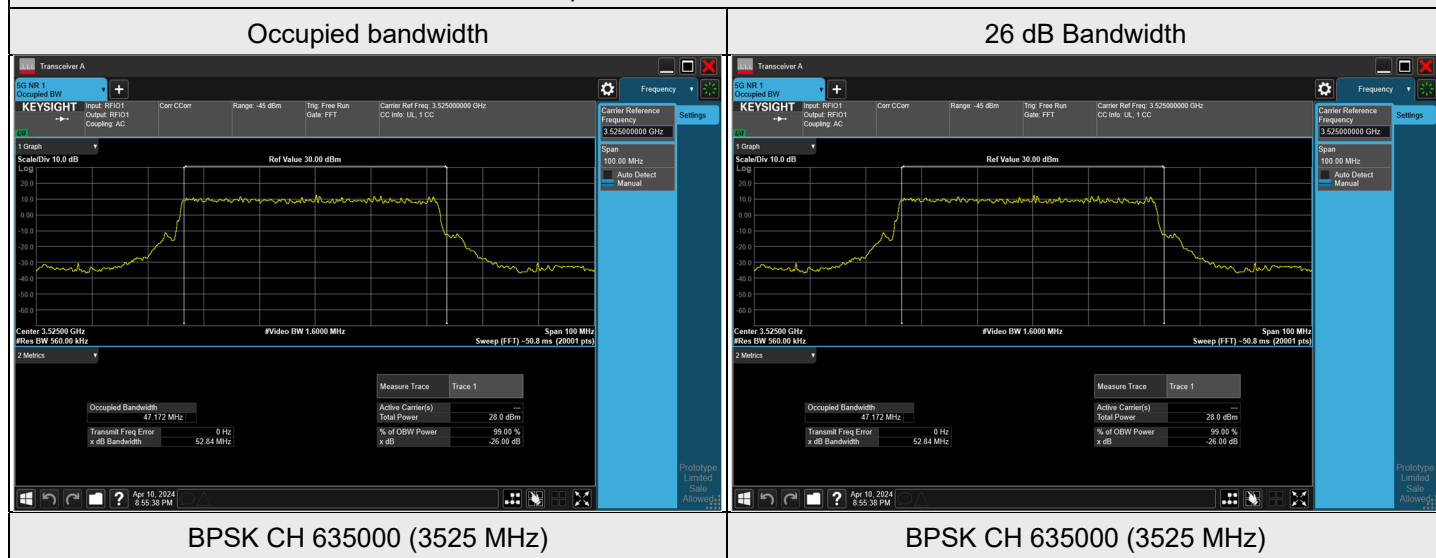 Occupied bandwidth
26 dB Bandwidth
Transceiver A
5G NR 1
Occupied BW
Frequency
KEYSIGHT
Input: RFIO1
Output: RFIO1
Coupling: AC
Corr CCorr
Range: -45 dBm
Trig: Free Run
Gate: FFT
Carrier Ref Freq: 3.525000000 GHz
CC Info: UL, 1 CC
LXI
Carrier Reference
Frequency
3.525000000 GHz
Settings
Span
100.00 MHz
Auto Detect
Manual
1 Graph
Scale/Div 10.0 dB
Ref Value 30.00 dBm
Log
20.0
10.0
0.00
-10.0
-20.0
-30.0
-40.0
-50.0
-60.0
Center 3.52500 GHz
#Video BW 1.6000 MHz
Span 100 MHz
#Res BW 560.00 kHz
Sweep (FFT) ~50.8 ms (20001 pts)
2 Metrics
Measure Trace Trace 1
Occupied Bandwidth
47.172 MHz
Active Carrier(s) ---
Total Power 28.0 dBm
Transmit Freq Error 0 Hz
x dB Bandwidth 52.84 MHz
% of OBW Power 99.00 %
x dB -26.00 dB
Prototype
Limited
Sale
Allowed
Apr 10, 2024
8:55:38 PM
Transceiver A
5G NR 1
Occupied BW
Frequency
KEYSIGHT
Input: RFIO1
Output: RFIO1
Coupling: AC
Corr CCorr
Range: -45 dBm
Trig: Free Run
Gate: FFT
Carrier Ref Freq: 3.525000000 GHz
CC Info: UL, 1 CC
LXI
Carrier Reference
Frequency
3.525000000 GHz
Settings
Span
100.00 MHz
Auto Detect
Manual
1 Graph
Scale/Div 10.0 dB
Ref Value 30.00 dBm
Log
20.0
10.0
0.00
-10.0
-20.0
-30.0
-40.0
-50.0
-60.0
Center 3.52500 GHz
#Video BW 1.6000 MHz
Span 100 MHz
#Res BW 560.00 kHz
Sweep (FFT) ~50.8 ms (20001 pts)
2 Metrics
Measure Trace Trace 1
Occupied Bandwidth
47.172 MHz
Active Carrier(s) ---
Total Power 28.0 dBm
Transmit Freq Error 0 Hz
x dB Bandwidth 52.84 MHz
% of OBW Power 99.00 %
x dB -26.00 dB
Prototype
Limited
Sale
Allowed
Apr 10, 2024
8:55:38 PM
BPSK CH 635000 (3525 MHz)
BPSK CH 635000 (3525 MHz)